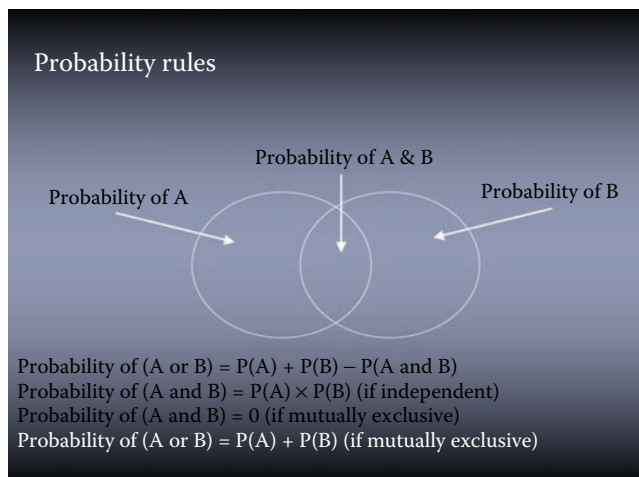 Probability rules
Probability of A & B
Probability of A
Probability of B
Probability of (A or B) = P(A) + P(B) – P(A and B)
Probability of (A and B) = P(A) × P(B) (if independent)
Probability of (A and B) = 0 (if mutually exclusive)
Probability of (A or B) = P(A) + P(B) (if mutually exclusive)